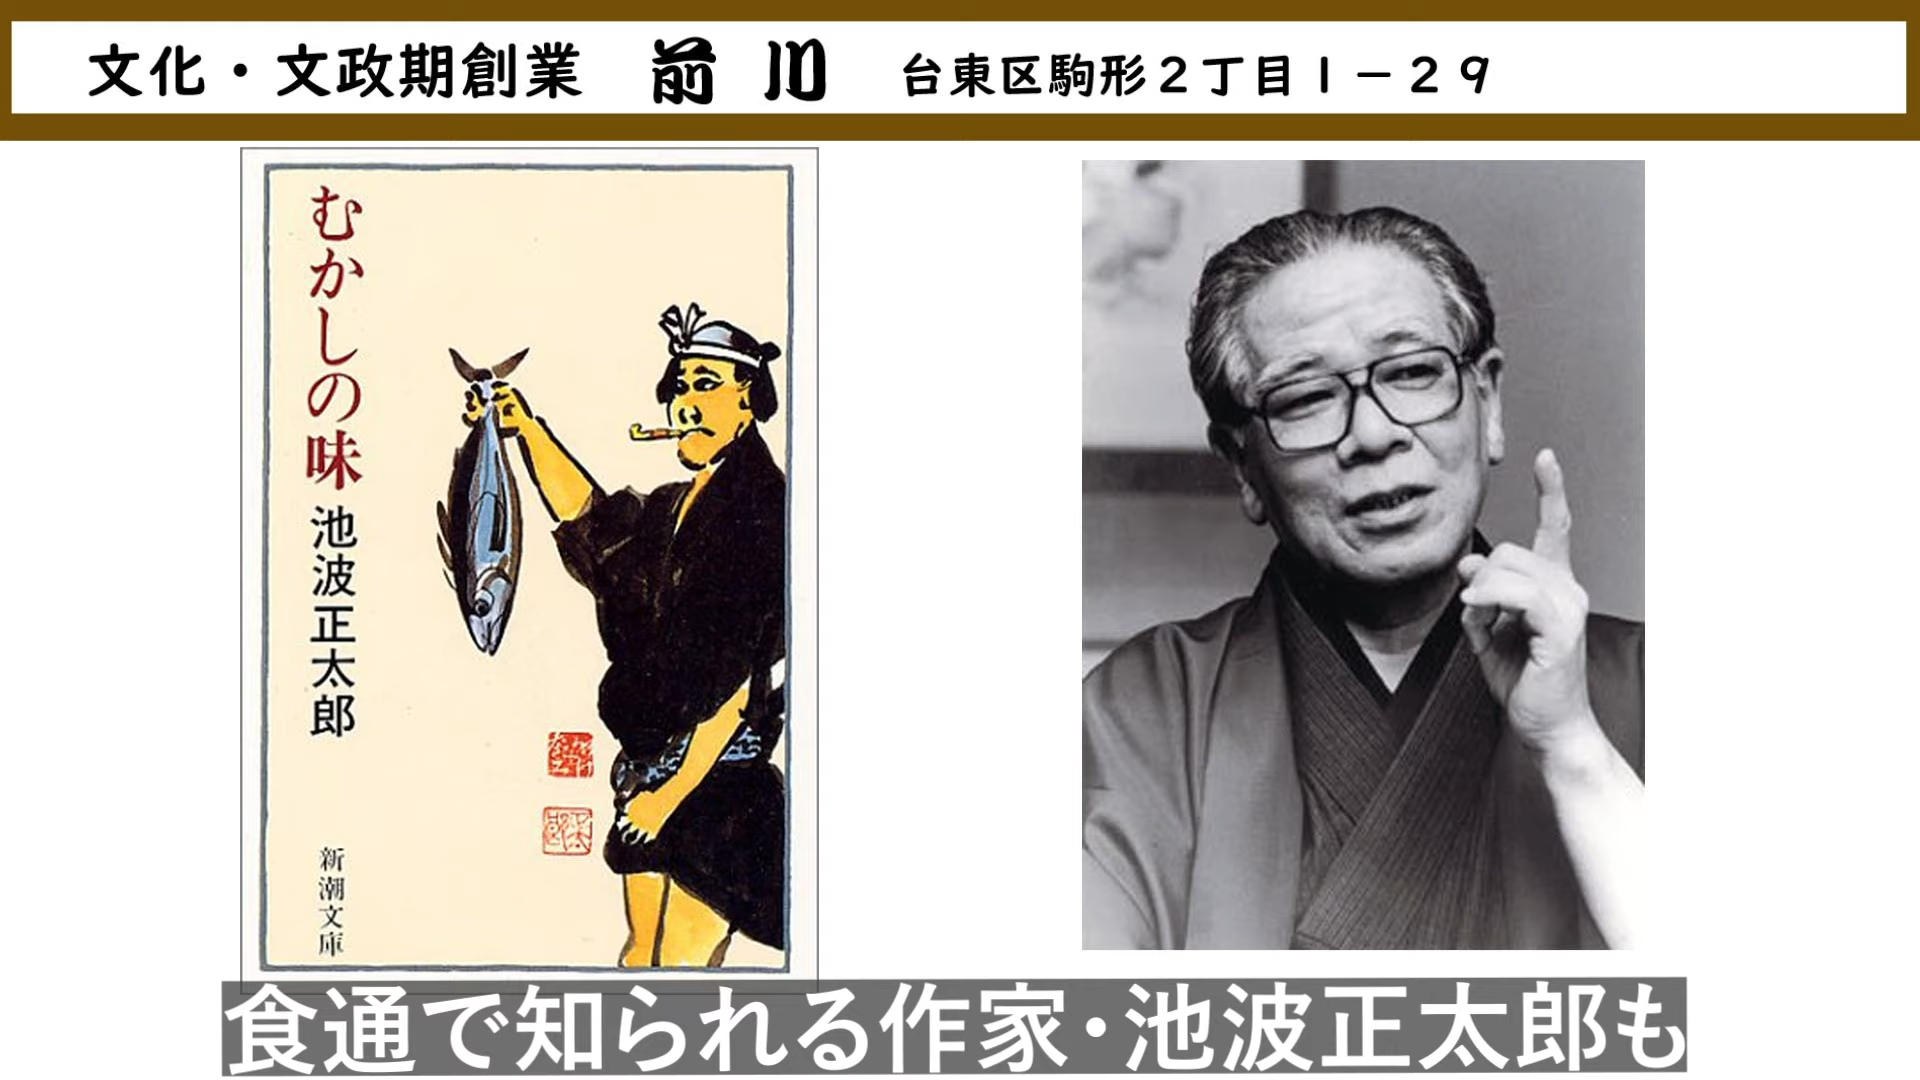 文化・文政期創業 前川 台東区駒形２丁目１－２９
むかしの味
池波正太郎
新潮文庫
食通で知られる作家・池波正太郎も